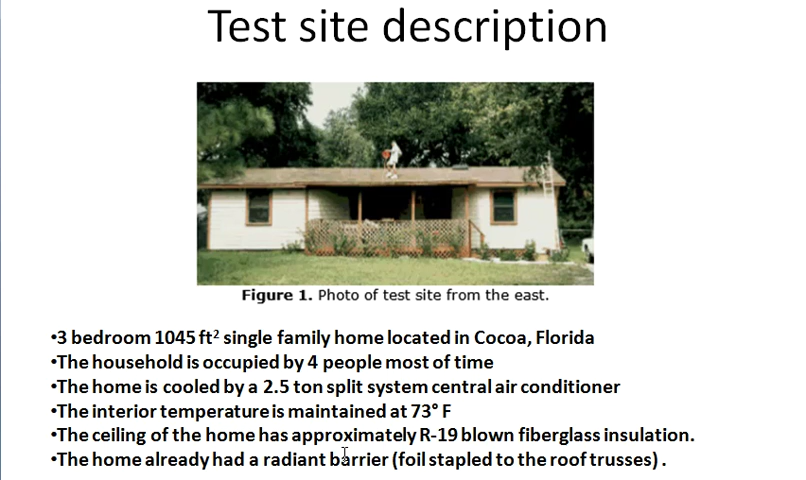 Test site description
Figure 1. Photo of test site from the east.
•3 bedroom 1045 ft² single family home located in Cocoa, Florida
•The household is occupied by 4 people most of time
•The home is cooled by a 2.5 ton split system central air conditioner
•The interior temperature is maintained at 73° F
•The ceiling of the home has approximately R-19 blown fiberglass insulation.
•The home already had a radiant barrier (foil stapled to the roof trusses) .